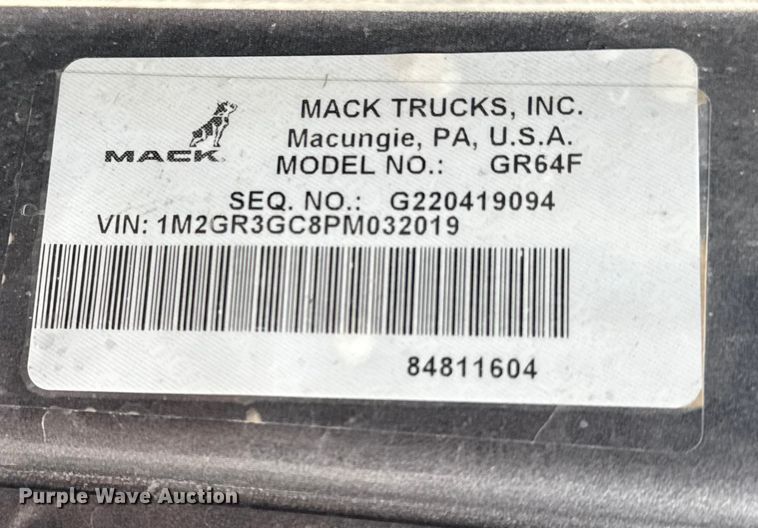 MACK TRUCKS, INC.
Macungie, PA, U.S.A.
MACK
MODEL NO.: GR64F
SEQ. NO.: G220419094
VIN: 1M2GR3GC8PM032019
84811604
Purple Wave Auction